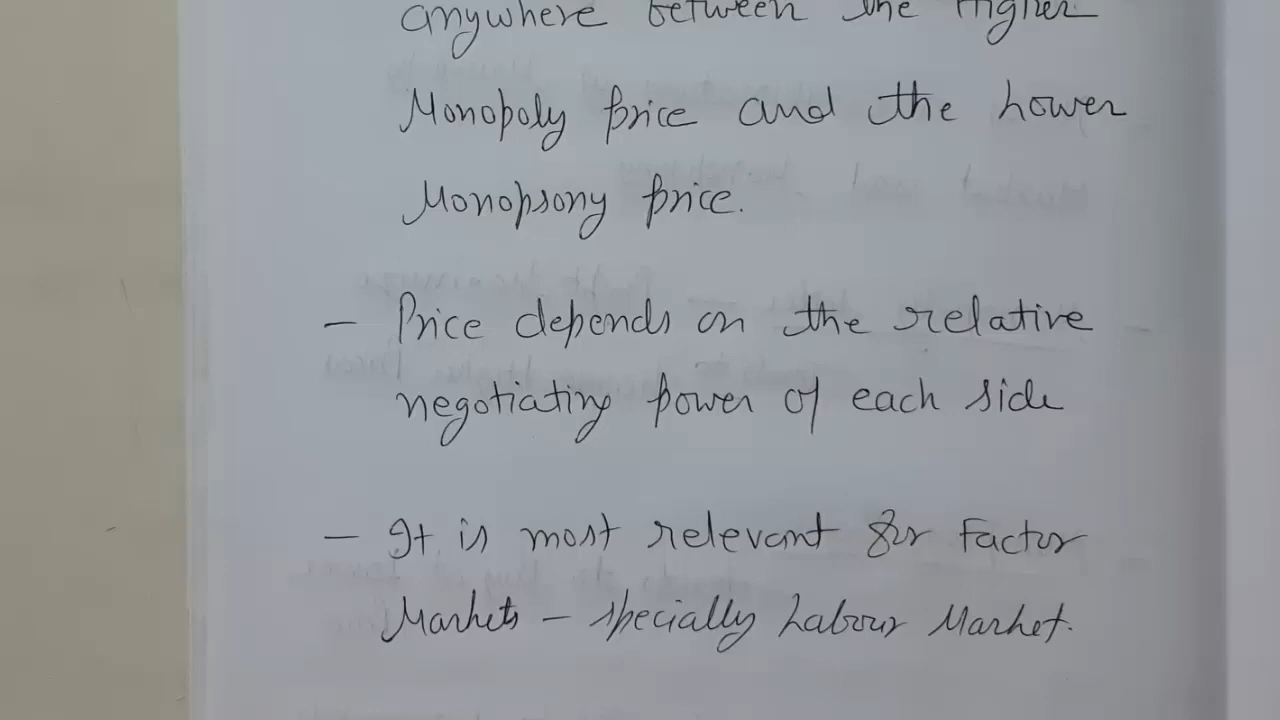 anywhere between the Higher
Monopoly price and the Lower
Monopsony price.
– Price depends on the relative
negotiating power of each side
– It is most relevant for Factor
Markets – specially Labour Market.